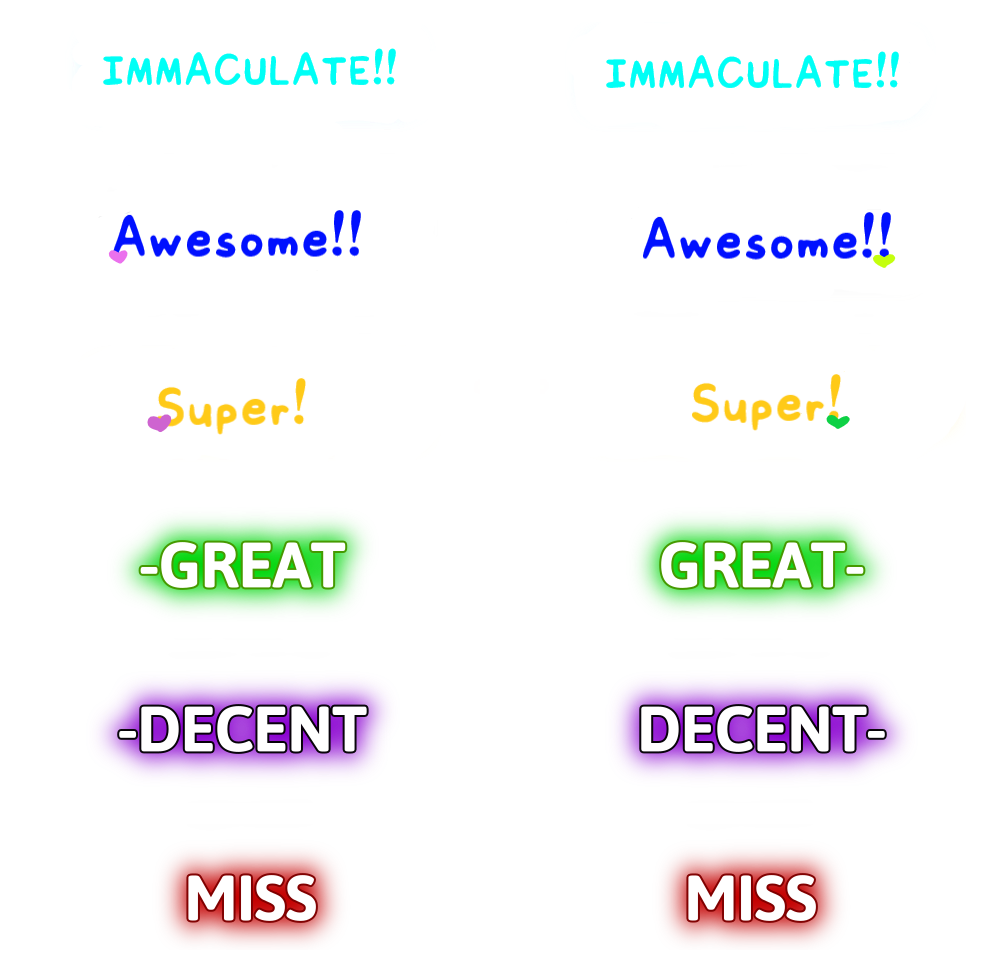 IMMACULATE!! IMMACULATE!!
Awesome!! Awesome!!
Super! Super!
-GREAT GREAT-
-DECENT DECENT-
MISS MISS